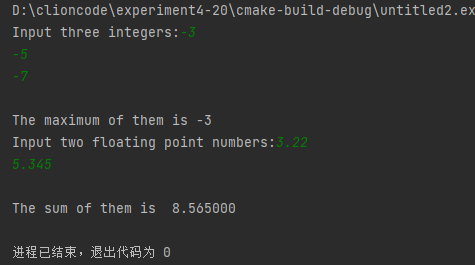 D:\clioncode\experiment4-20\cmake-build-debug\untitled2.ex
Input three integers:-3
-5
-7
The maximum of them is -3
Input two floating point numbers:3.22
5.345
The sum of them is  8.565000
进程已结束，退出代码为 0